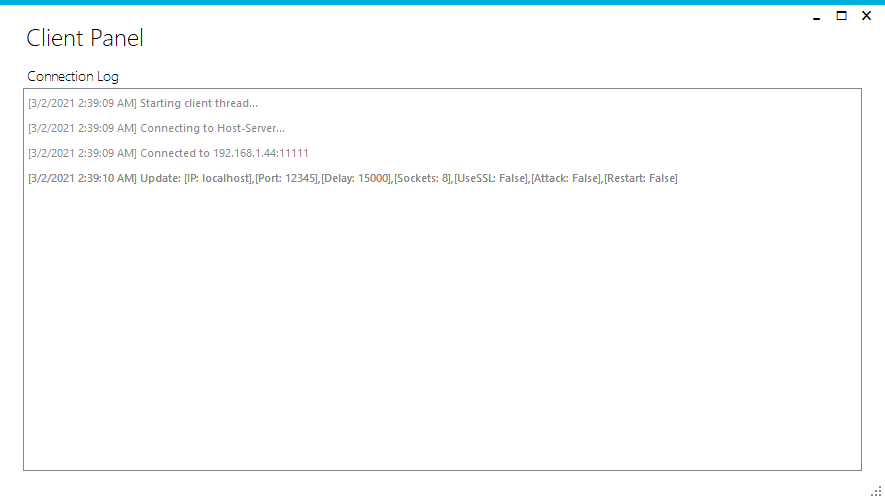 Client Panel
Connection Log
[3/2/2021 2:39:09 AM] Starting client thread...
[3/2/2021 2:39:09 AM] Connecting to Host-Server...
[3/2/2021 2:39:09 AM] Connected to 192.168.1.44:11111
[3/2/2021 2:39:10 AM] Update: [IP: localhost],[Port: 12345],[Delay: 15000],[Sockets: 8],[UseSSL: False],[Attack: False],[Restart: False]